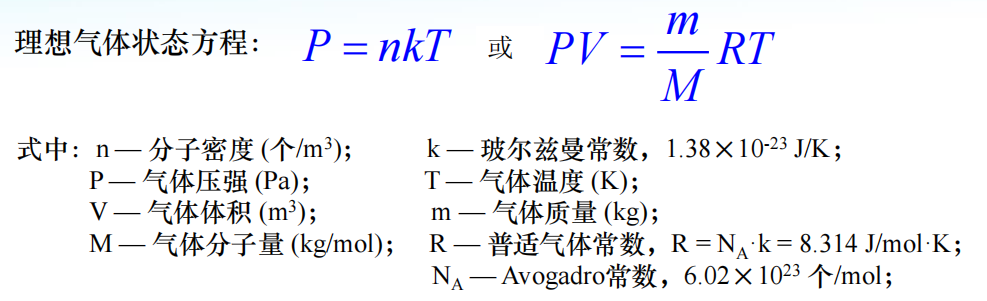 理想气体状态方程： P = nkT 或 PV = m/M RT
式中：n — 分子密度 (个/m³)； k — 玻尔兹曼常数，1.38×10⁻²³ J/K；
P — 气体压强 (Pa)； T — 气体温度 (K)；
V — 气体体积 (m³)； m — 气体质量 (kg)；
M — 气体分子量 (kg/mol)； R — 普适气体常数，R = N_A·k = 8.314 J/mol·K；
N_A — Avogadro常数，6.02×10²³ 个/mol；